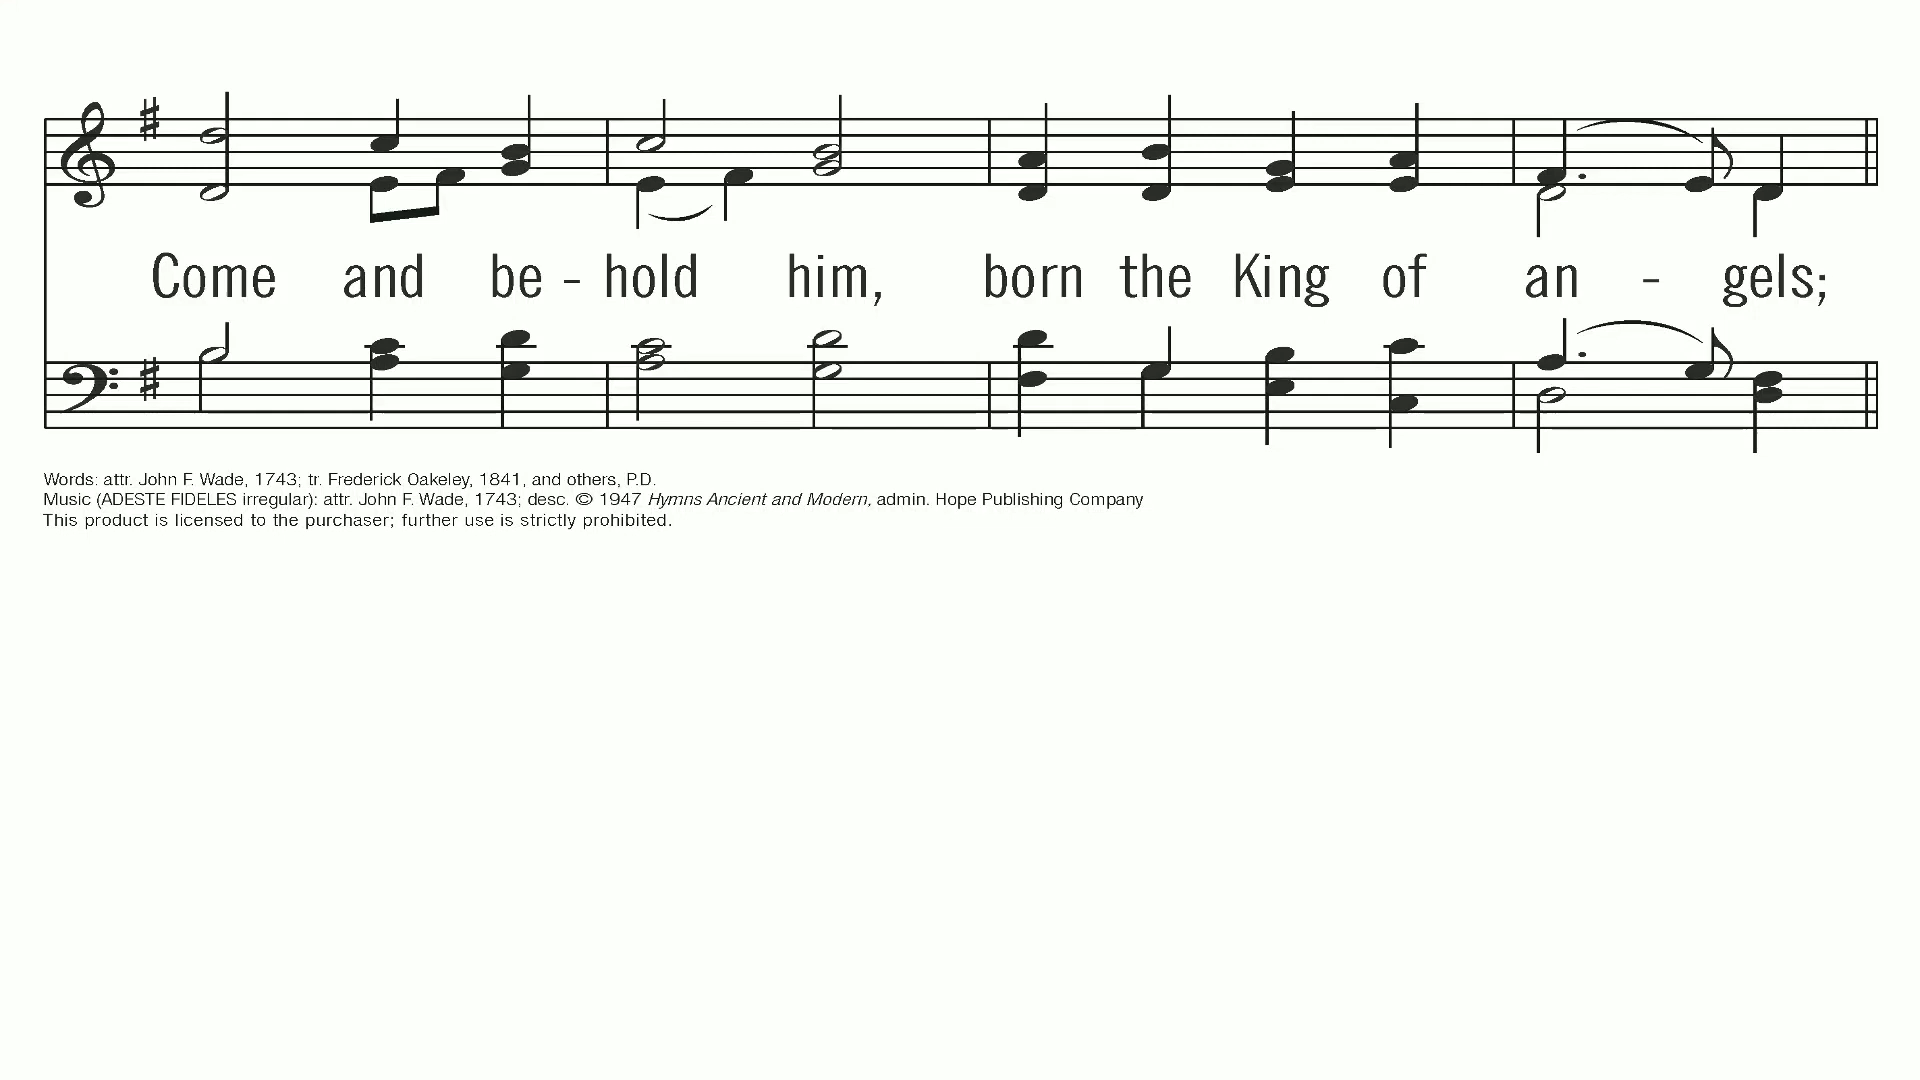 Come and be - hold him, born the King of an - gels;
Words: attr. John F. Wade, 1743; tr. Frederick Oakeley, 1841, and others, P.D.
Music (ADESTE FIDELES irregular): attr. John F. Wade, 1743; desc. © 1947 Hymns Ancient and Modern, admin. Hope Publishing Company
This product is licensed to the purchaser; further use is strictly prohibited.